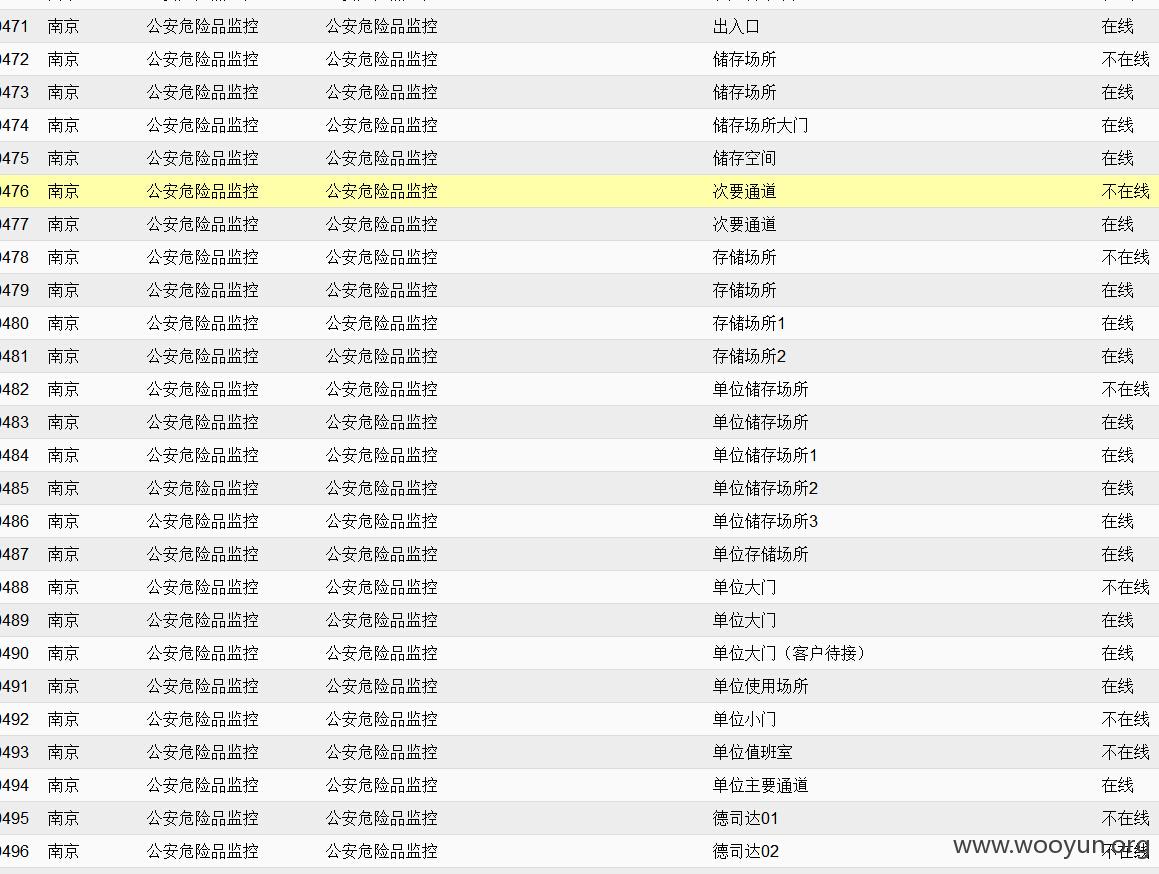 0471 南京 公安危险品监控 公安危险品监控 出入口 在线
0472 南京 公安危险品监控 公安危险品监控 储存场所 不在线
0473 南京 公安危险品监控 公安危险品监控 储存场所 在线
0474 南京 公安危险品监控 公安危险品监控 储存场所大门 在线
0475 南京 公安危险品监控 公安危险品监控 储存空间 在线
0476 南京 公安危险品监控 公安危险品监控 次要通道 不在线
0477 南京 公安危险品监控 公安危险品监控 次要通道 在线
0478 南京 公安危险品监控 公安危险品监控 存储场所 不在线
0479 南京 公安危险品监控 公安危险品监控 存储场所 在线
0480 南京 公安危险品监控 公安危险品监控 存储场所1 在线
0481 南京 公安危险品监控 公安危险品监控 存储场所2 在线
0482 南京 公安危险品监控 公安危险品监控 单位储存场所 不在线
0483 南京 公安危险品监控 公安危险品监控 单位储存场所 在线
0484 南京 公安危险品监控 公安危险品监控 单位储存场所1 在线
0485 南京 公安危险品监控 公安危险品监控 单位储存场所2 在线
0486 南京 公安危险品监控 公安危险品监控 单位储存场所3 在线
0487 南京 公安危险品监控 公安危险品监控 单位存储场所 在线
0488 南京 公安危险品监控 公安危险品监控 单位大门 不在线
0489 南京 公安危险品监控 公安危险品监控 单位大门 在线
0490 南京 公安危险品监控 公安危险品监控 单位大门（客户待接） 在线
0491 南京 公安危险品监控 公安危险品监控 单位使用场所 在线
0492 南京 公安危险品监控 公安危险品监控 单位小门 不在线
0493 南京 公安危险品监控 公安危险品监控 单位值班室 不在线
0494 南京 公安危险品监控 公安危险品监控 单位主要通道 在线
0495 南京 公安危险品监控 公安危险品监控 德司达01 不在线
0496 南京 公安危险品监控 公安危险品监控 德司达02 不在线
www.wooyun.org